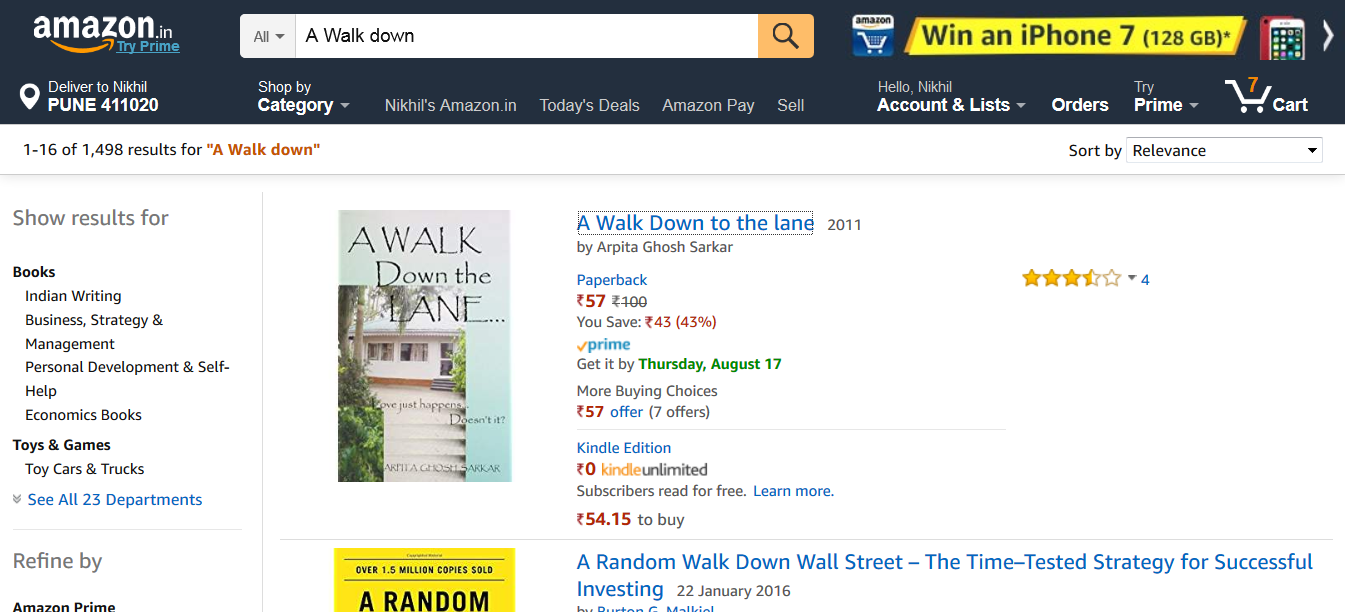 amazon.in
Try Prime
All
A Walk down
amazon
Win an iPhone 7 (128 GB)*
Deliver to Nikhil
PUNE 411020
Shop by
Category
Nikhil's Amazon.in
Today's Deals
Amazon Pay
Sell
Hello, Nikhil
Account & Lists
Orders
Try
Prime
7
Cart
1-16 of 1,498 results for "A Walk down"
Sort by
Relevance
Show results for
Books
Indian Writing
Business, Strategy &
Management
Personal Development & Self-
Help
Economics Books
Toys & Games
Toy Cars & Trucks
See All 23 Departments
Refine by
Amazon Prime
A WALK
Down the
LANE...
Love just happens..
Doesn't it?
ARPITA GHOSH SARKAR
A Walk Down to the lane 2011
by Arpita Ghosh Sarkar
Paperback
₹57 ₹100
You Save: ₹43 (43%)
prime
Get it by Thursday, August 17
More Buying Choices
₹57 offer (7 offers)
4
Kindle Edition
₹0 kindleunlimited
Subscribers read for free. Learn more.
₹54.15 to buy
OVER 1.5 MILLION COPIES SOLD
A RANDOM
A Random Walk Down Wall Street – The Time–Tested Strategy for Successful
Investing 22 January 2016
by Burton G. Malkiel